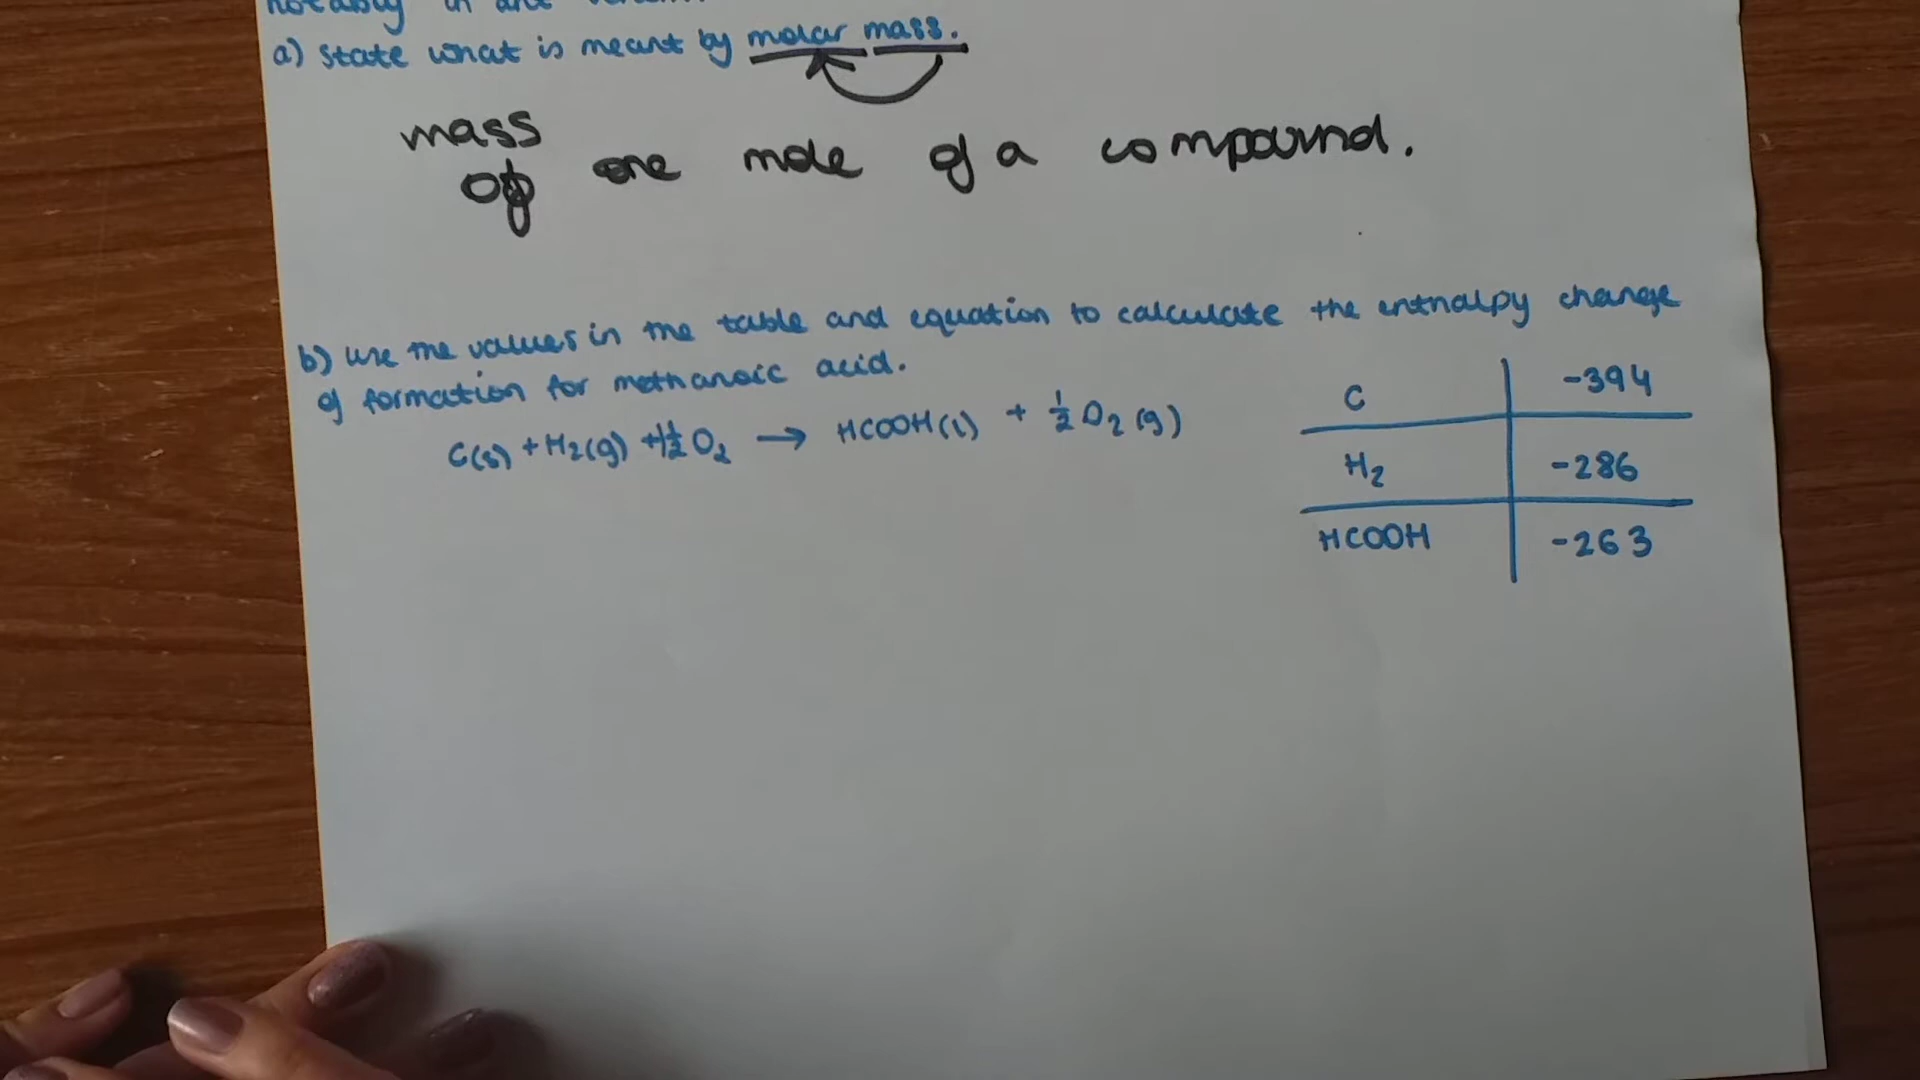 notably in
a) State what is meant by molar mass.
mass
of one mole of a compound.
b) Use the values in the table and equation to calculate the enthalpy change
of formation for methanoic acid.
C(s) + H2(g) + 1½ O2 → HCOOH(l) + ½ O2 (g)
C -394
H2 -286
HCOOH -263